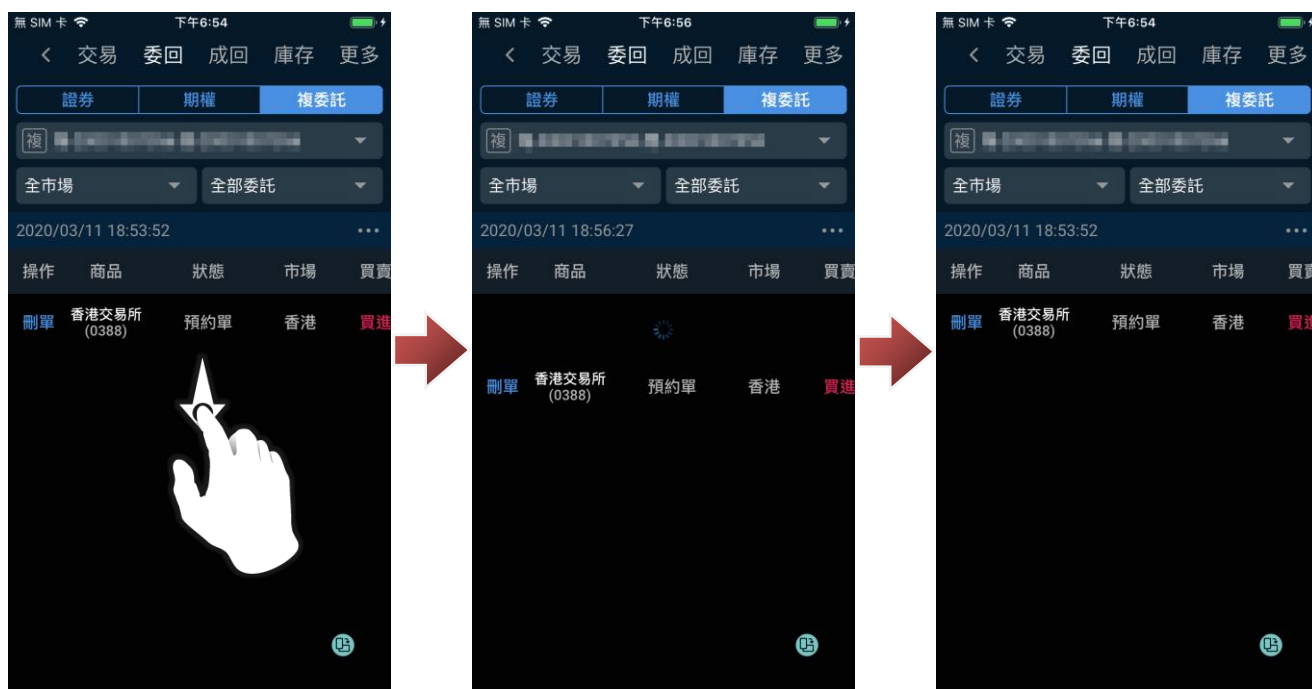 無 SIM 卡 下午6:54
交易 委回 成回 庫存 更多
證券 期權 複委託
複
全市場 全部委託
2020/03/11 18:53:52
操作 商品 狀態 市場 買賣
刪單 香港交易所 預約單 香港 買進
(0388)
無 SIM 卡 下午6:56
交易 委回 成回 庫存 更多
證券 期權 複委託
複
全市場 全部委託
2020/03/11 18:56:27
操作 商品 狀態 市場 買賣
刪單 香港交易所 預約單 香港 買進
(0388)
無 SIM 卡 下午6:54
交易 委回 成回 庫存 更多
證券 期權 複委託
複
全市場 全部委託
2020/03/11 18:53:52
操作 商品 狀態 市場 買賣
刪單 香港交易所 預約單 香港 買進
(0388)